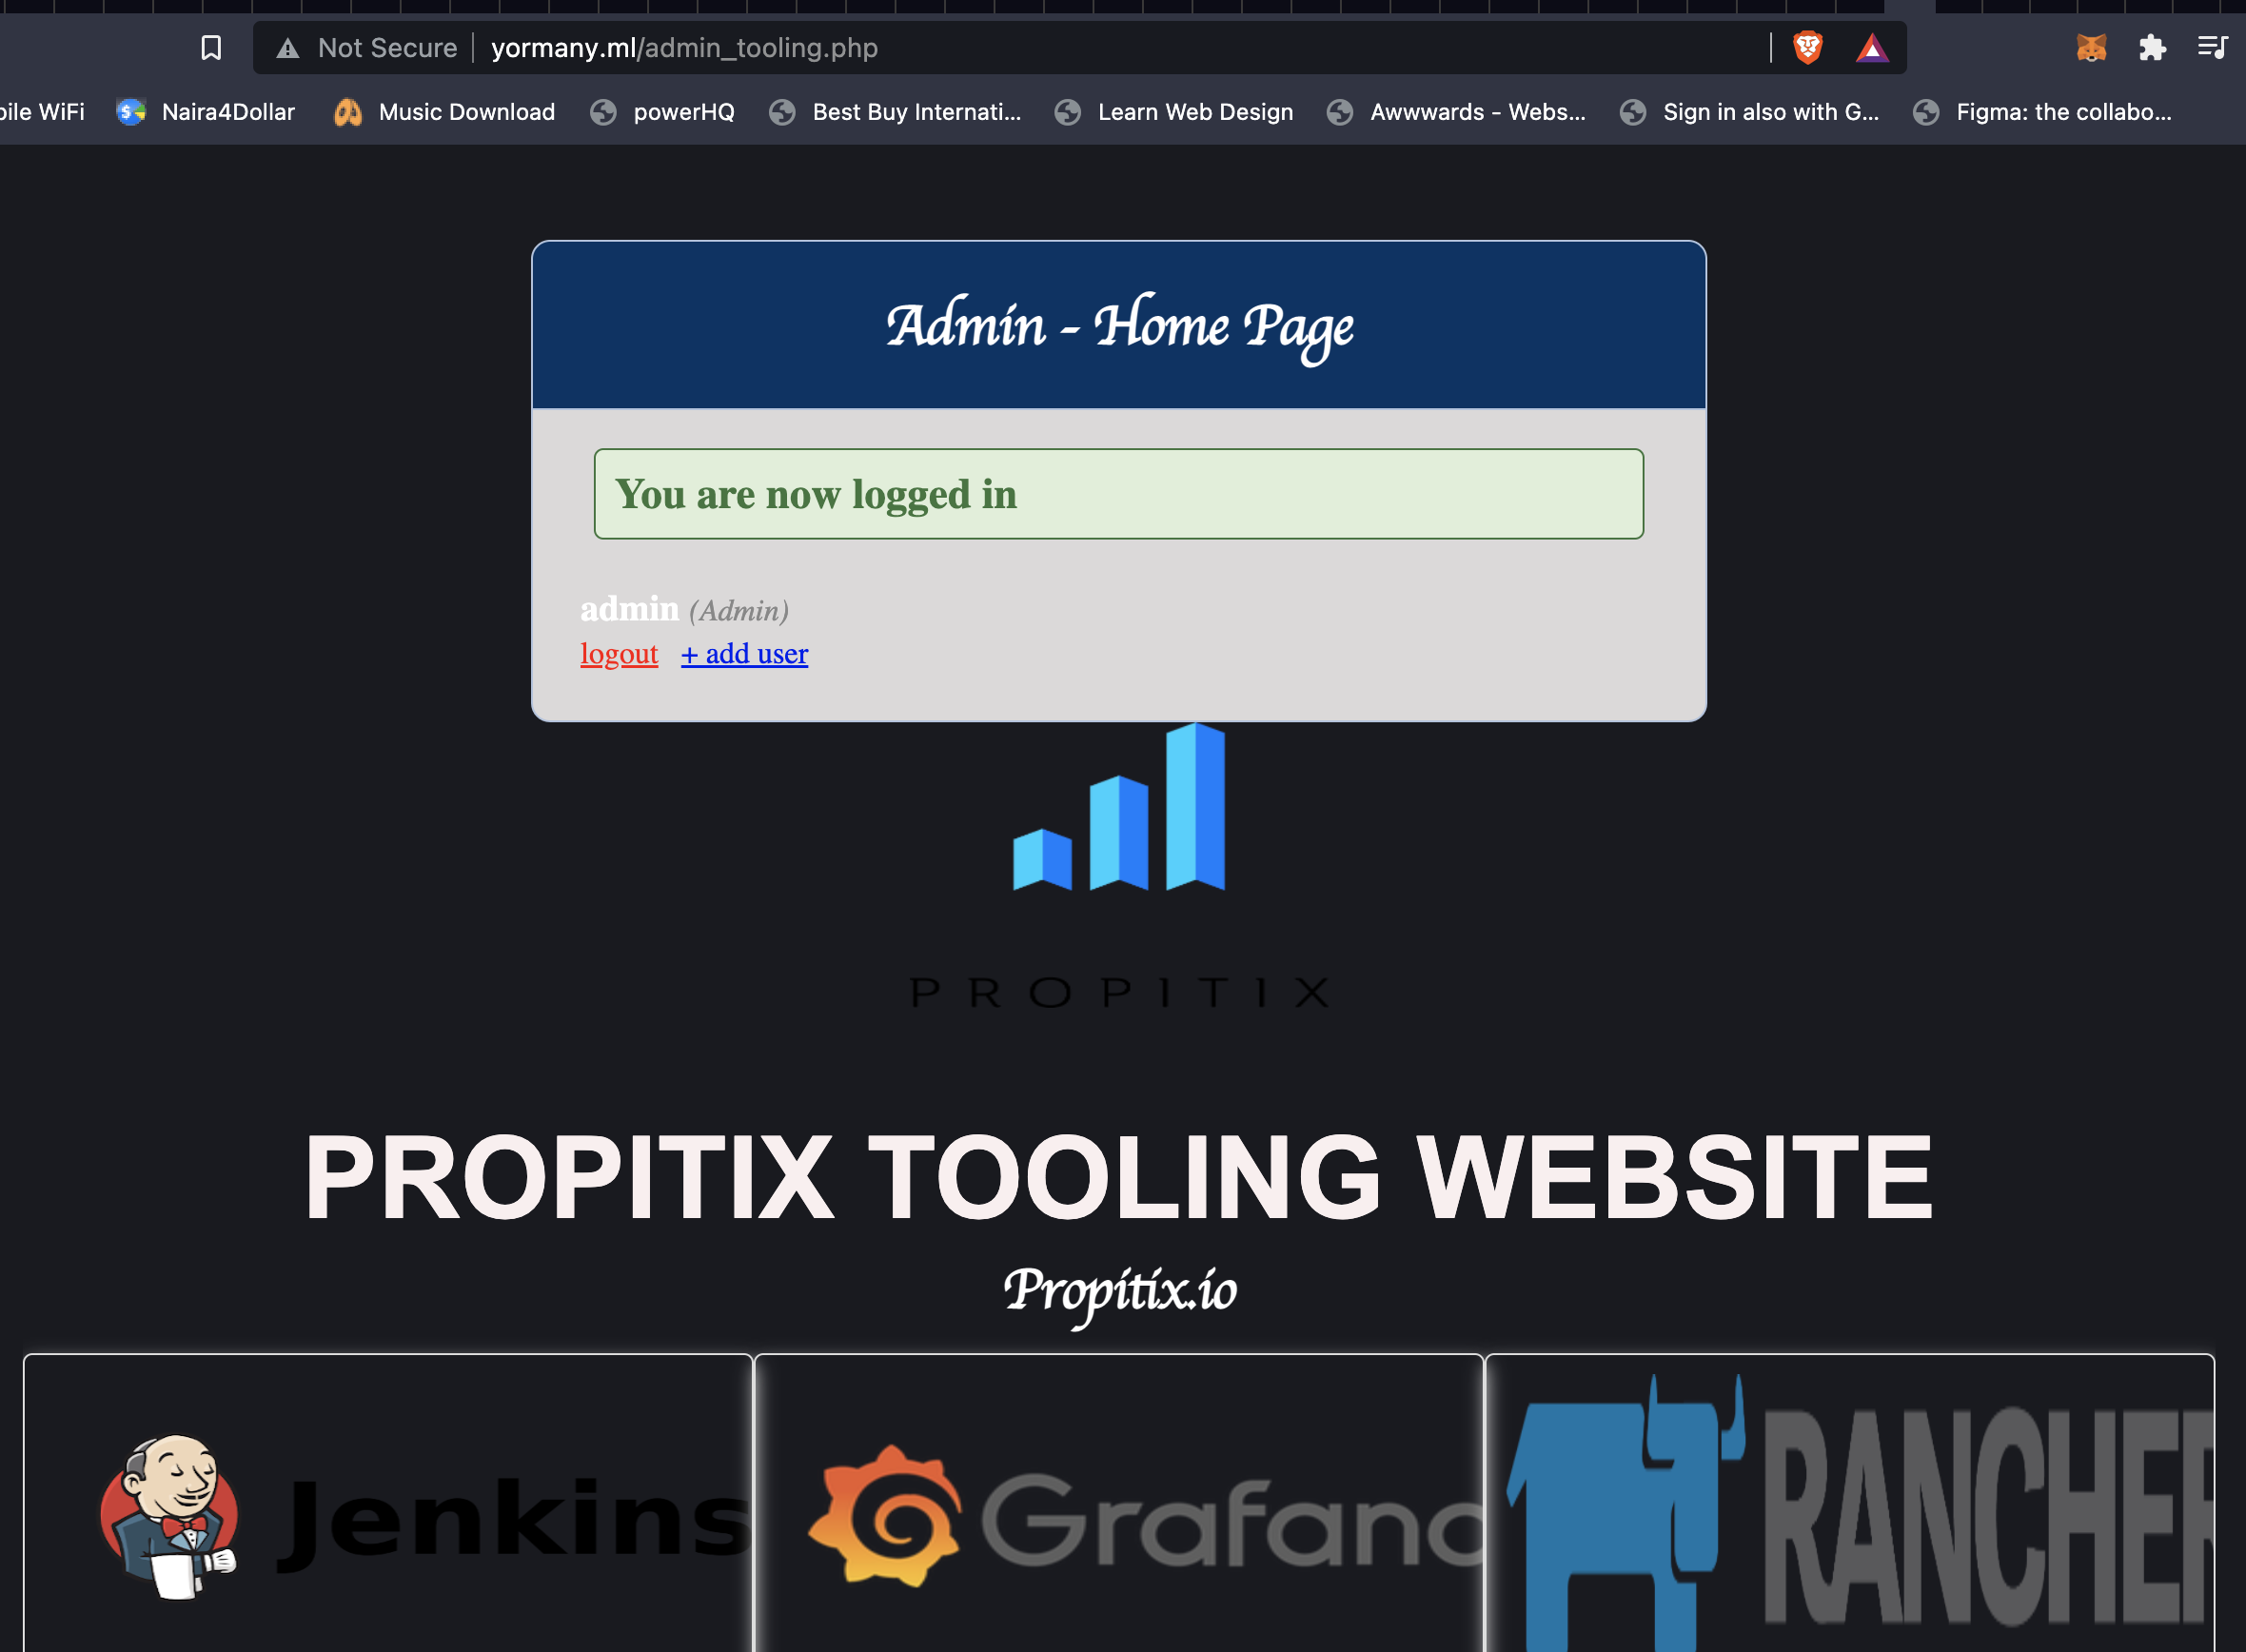 Not Secure yormany.ml/admin_tooling.php
bile WiFi Naira4Dollar Music Download powerHQ Best Buy Internati... Learn Web Design Awwwards - Webs... Sign in also with G... Figma: the collabo...
Admin - Home Page
You are now logged in
admin (Admin)
logout + add user
PROPITIX
PROPITIX TOOLING WEBSITE
Propitix.io
Jenkins Grafana RANCHER